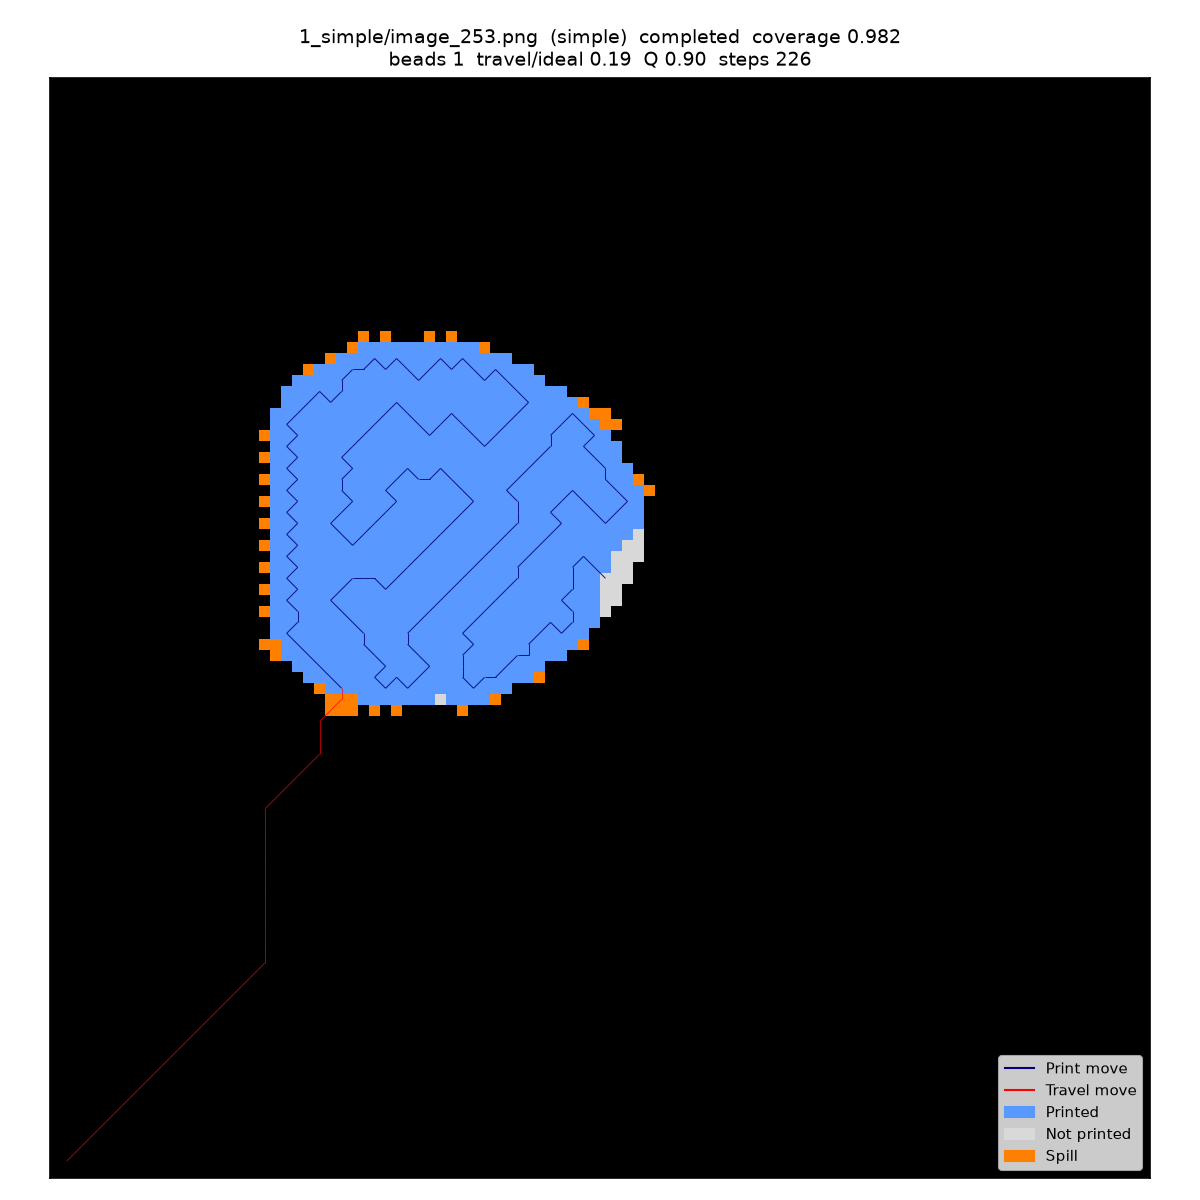 1_simple/image_253.png  (simple)  completed  coverage 0.982
beads 1  travel/ideal 0.19  Q 0.90  steps 226
Print move
Travel move
Printed
Not printed
Spill